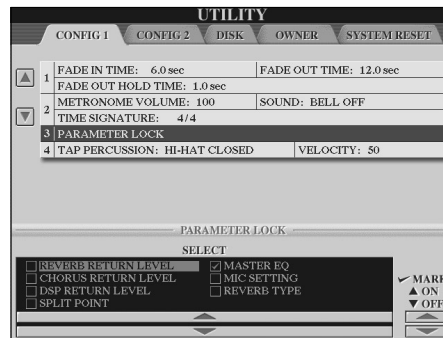 UTILITY
CONFIG 1 CONFIG 2 DISK OWNER SYSTEM RESET
1 FADE IN TIME: 6.0 sec FADE OUT TIME: 12.0 sec
FADE OUT HOLD TIME: 1.0 sec
2 METRONOME VOLUME: 100 SOUND: BELL OFF
TIME SIGNATURE: 4/4
3 PARAMETER LOCK
4 TAP PERCUSSION: HI-HAT CLOSED VELOCITY: 50
PARAMETER LOCK
SELECT
REVERB RETURN LEVEL MASTER EQ
CHORUS RETURN LEVEL MIC SETTING
DSP RETURN LEVEL REVERB TYPE
SPLIT POINT
MARK
▲ ON
▼ OFF